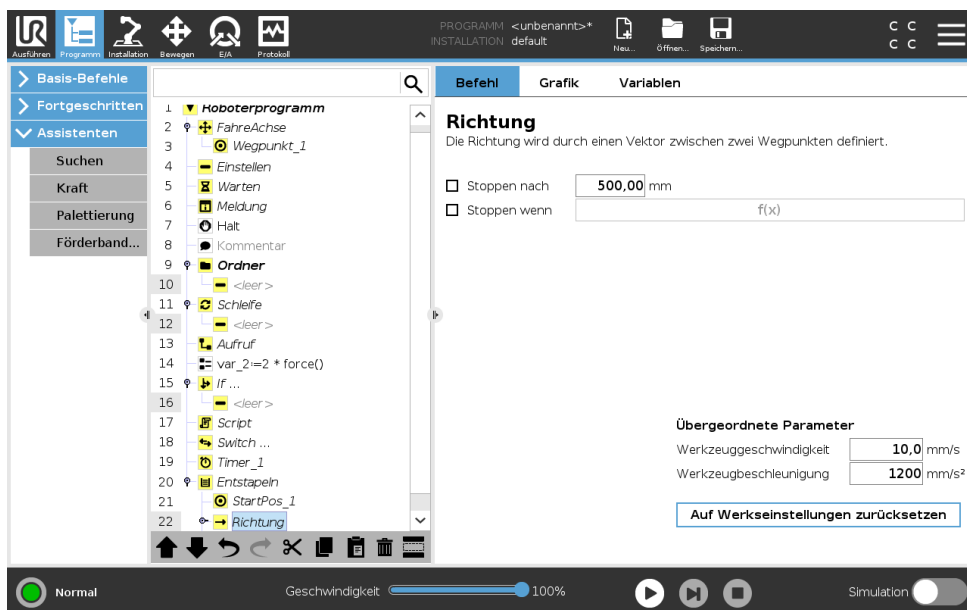 PROGRAMM <unbenannt>*
INSTALLATION default
UR
Ausführen Programm Installation Bewegen E/A Protokoll Neu... Öffnen... Speichern...
C C
C C
Basis-Befehle
Fortgeschritten
Assistenten
Suchen
Kraft
Palettierung
Förderband...
1 Roboterprogramm
2 FahreAchse
3 Wegpunkt_1
4 Einstellen
5 Warten
6 Meldung
7 Halt
8 Kommentar
9 Ordner
10 <leer>
11 Schleife
12 <leer>
13 Aufruf
14 var_2:=2 * force()
15 If ...
16 <leer>
17 Script
18 Switch ...
19 Timer_1
20 Entstapeln
21 StartPos_1
22 Richtung
Befehl Grafik Variablen
Richtung
Die Richtung wird durch einen Vektor zwischen zwei Wegpunkten definiert.
Stoppen nach 500,00 mm
Stoppen wenn f(x)
Übergeordnete Parameter
Werkzeuggeschwindigkeit 10,0 mm/s
Werkzeugbeschleunigung 1200 mm/s²
Auf Werkseinstellungen zurücksetzen
Normal Geschwindigkeit 100% Simulation